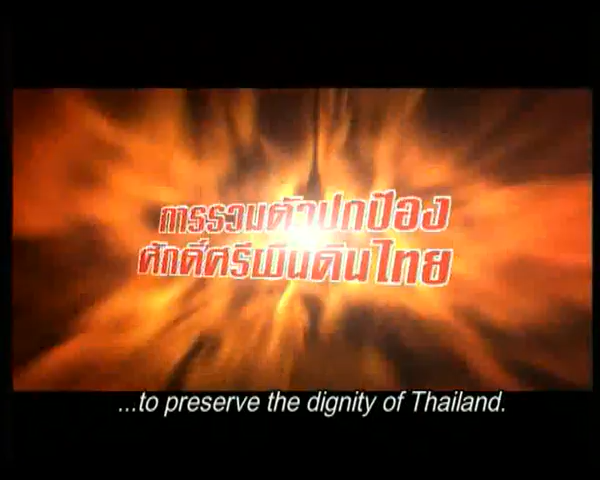 การรวมตัวปกป้อง
ศักดิ์ศรีผืนดินไทย
...to preserve the dignity of Thailand.